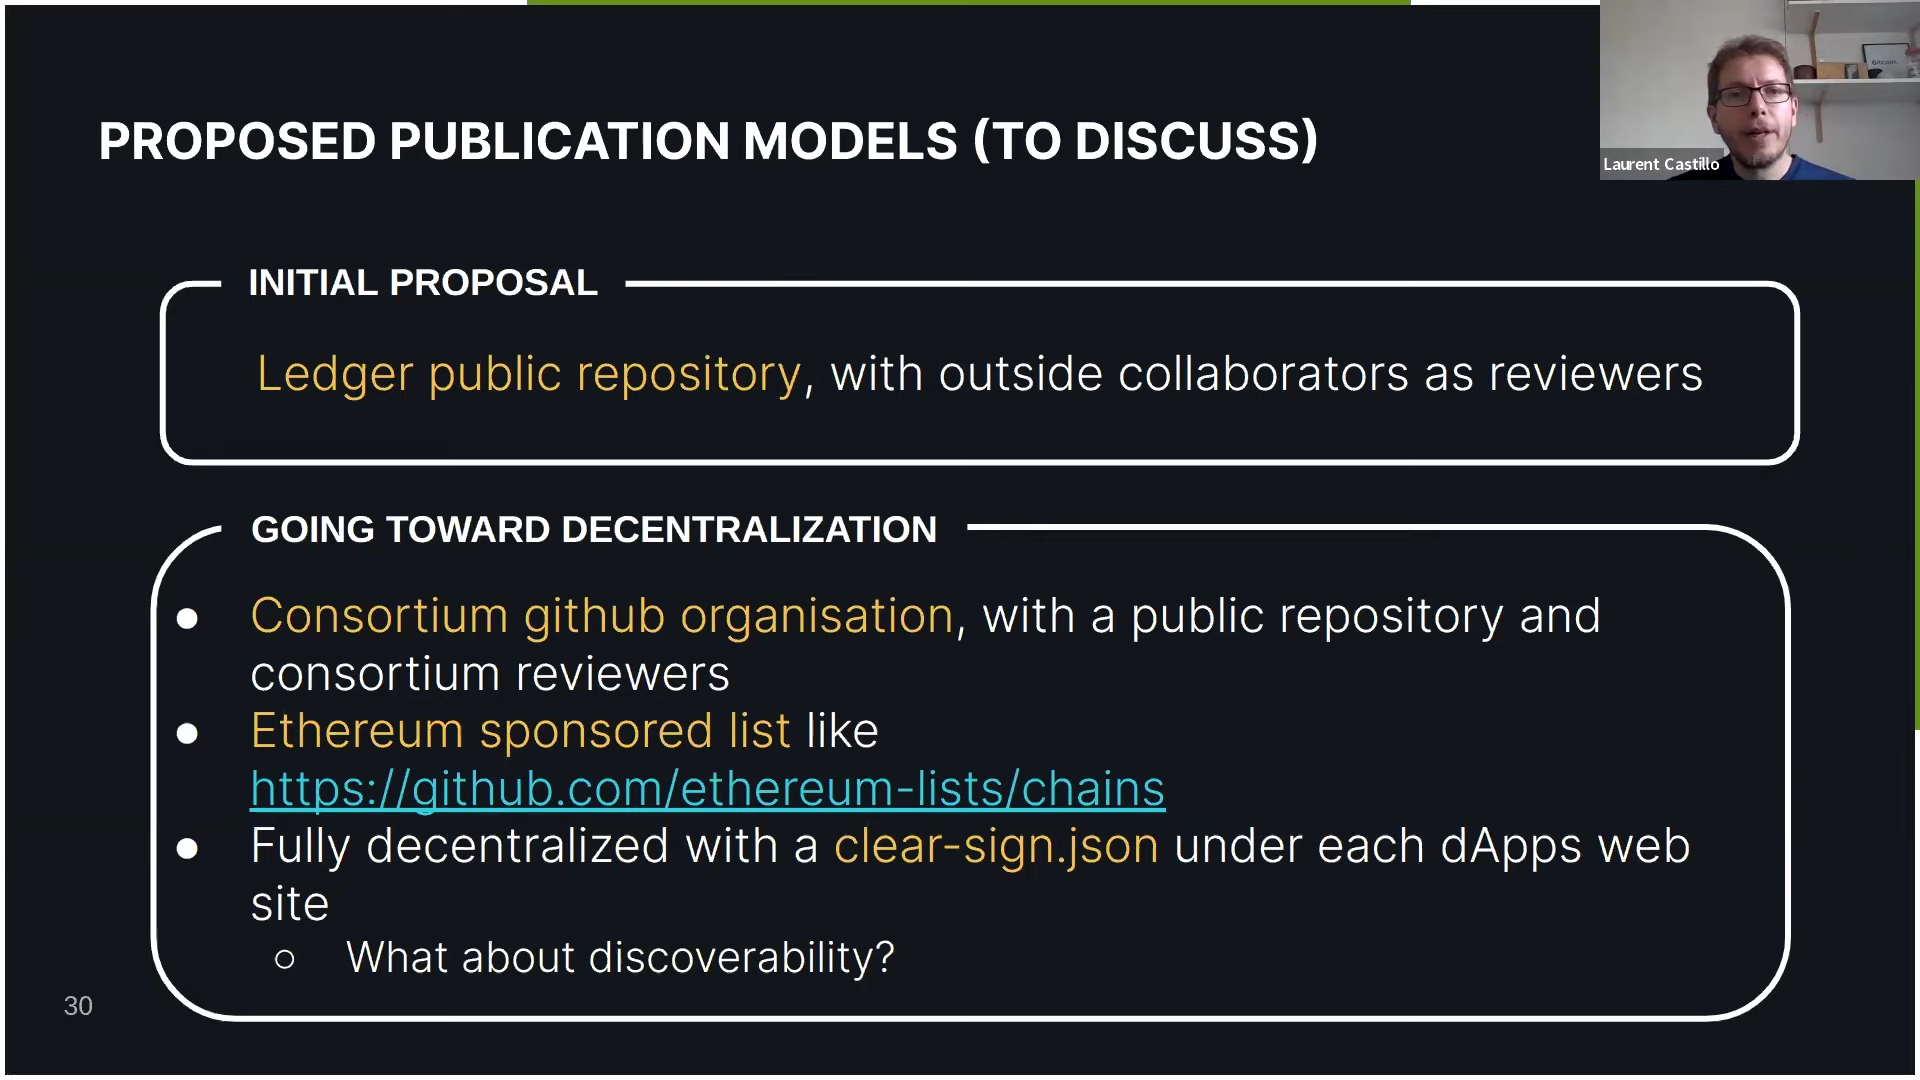 PROPOSED PUBLICATION MODELS (TO DISCUSS)
Bitcoin
Laurent Castillo
INITIAL PROPOSAL
Ledger public repository, with outside collaborators as reviewers
GOING TOWARD DECENTRALIZATION
● Consortium github organisation, with a public repository and
consortium reviewers
● Ethereum sponsored list like
https://github.com/ethereum-lists/chains
● Fully decentralized with a clear-sign.json under each dApps web
site
○ What about discoverability?
30